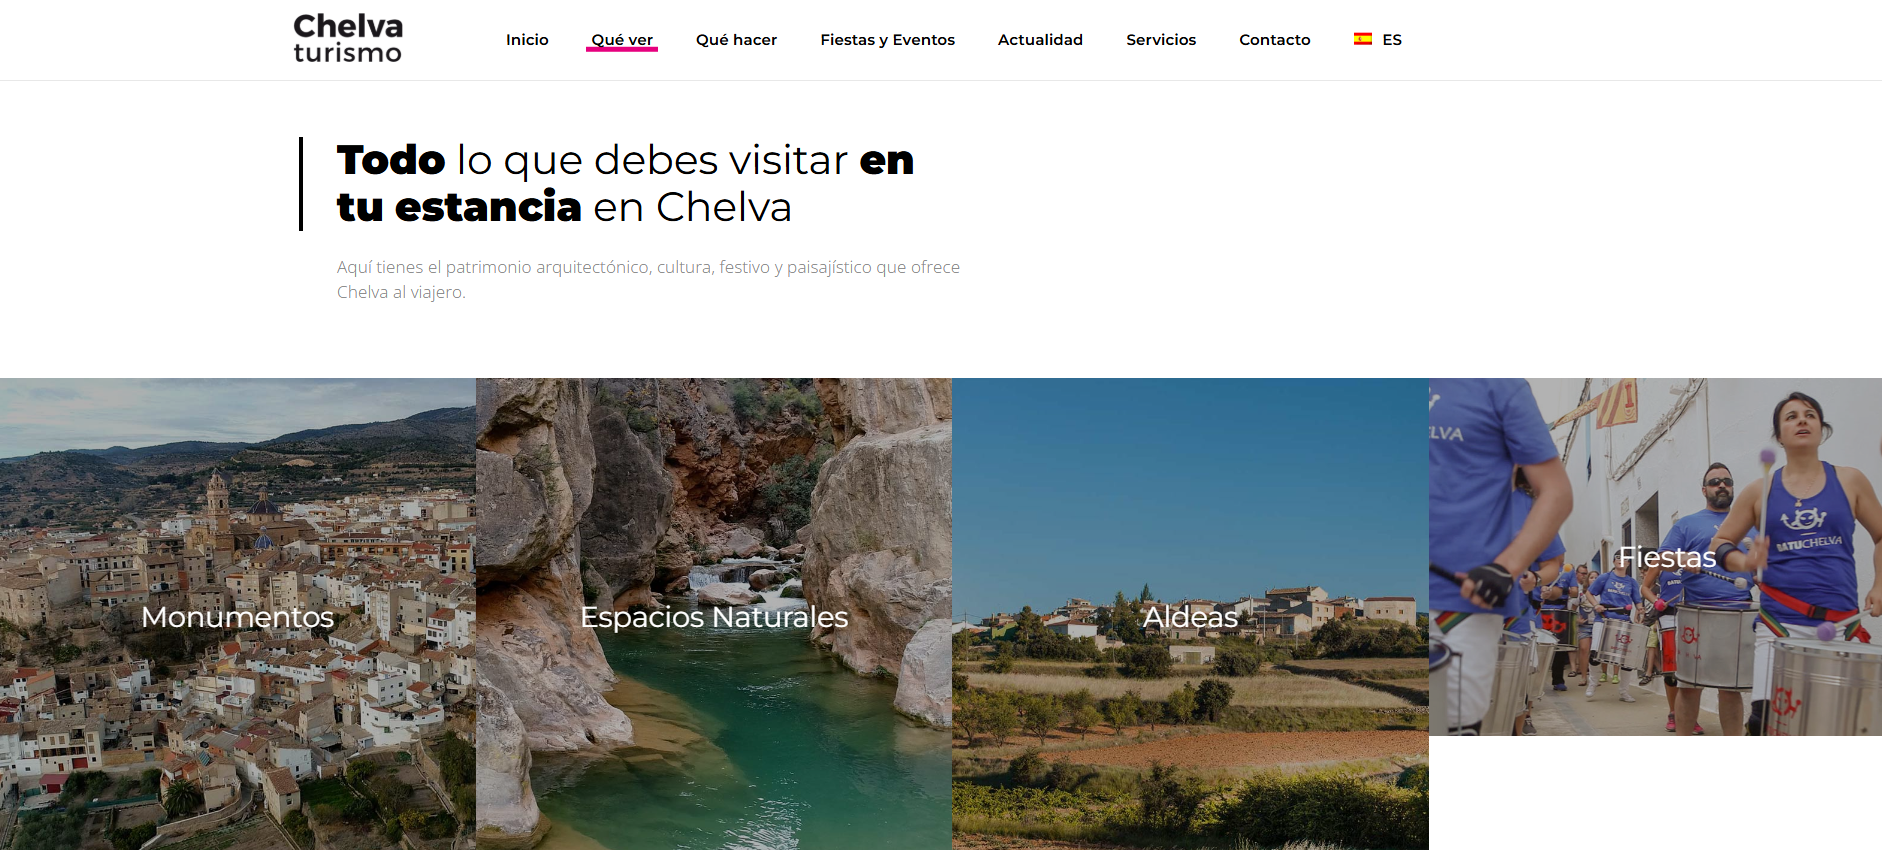 Chelva
turismo
Inicio
Qué ver
Qué hacer
Fiestas y Eventos
Actualidad
Servicios
Contacto
ES
Todo lo que debes visitar en
tu estancia en Chelva
Aquí tienes el patrimonio arquitectónico, cultura, festivo y paisajístico que ofrece
Chelva al viajero.
Monumentos
Espacios Naturales
Aldeas
Fiestas
ELVA
BATUCHELVA